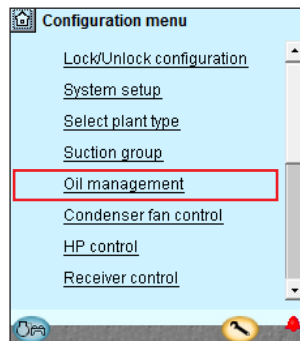 Configuration menu
Lock/Unlock configuration
System setup
Select plant type
Suction group
Oil management
Condenser fan control
HP control
Receiver control